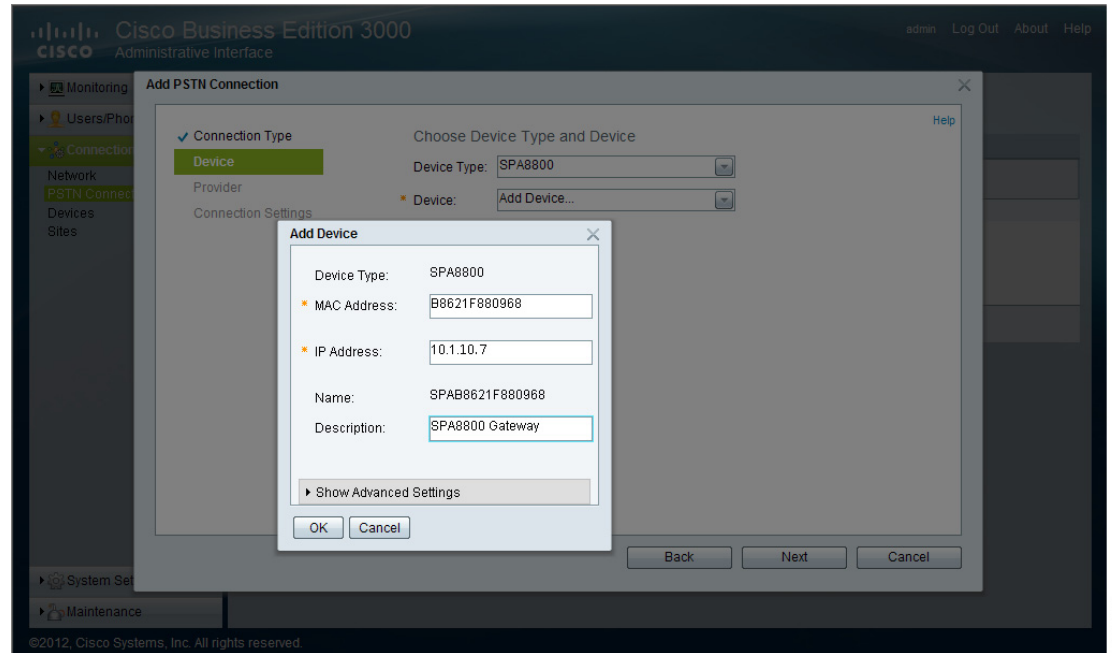 CISCO
Cisco Business Edition 3000
Administrative Interface
admin Log Out About Help
Monitoring
Users/Phon
Connection
Network
PSTN Connect
Devices
Sites
System Set
Maintenance
Add PSTN Connection
Help
Connection Type
Device
Provider
Connection Settings
Choose Device Type and Device
Device Type: SPA8800
* Device: Add Device...
Add Device
Device Type: SPA8800
* MAC Address: B8621F880968
* IP Address: 10.1.10.7
Name: SPAB8621F880968
Description: SPA8800 Gateway
Show Advanced Settings
OK Cancel
Back Next Cancel
©2012, Cisco Systems, Inc. All rights reserved.